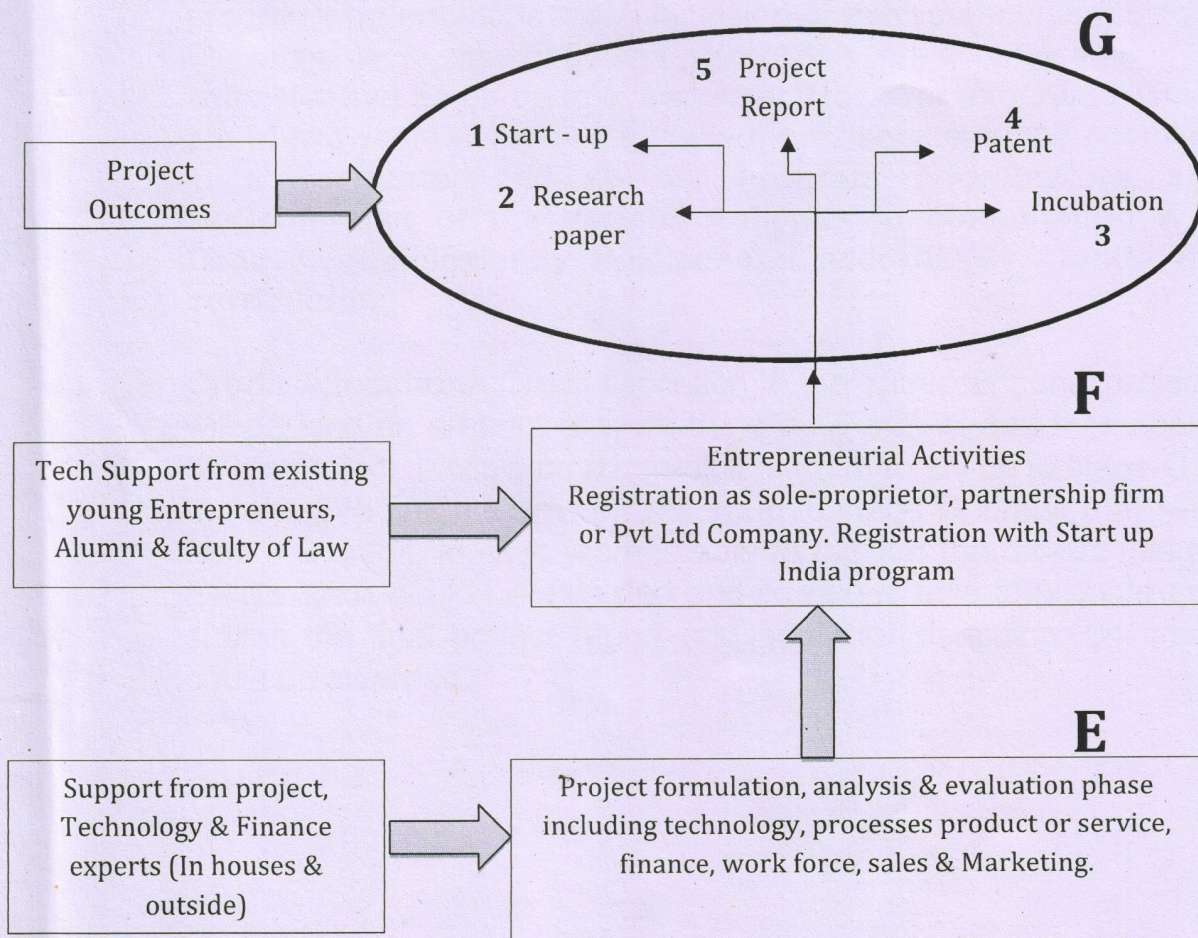 G
5 Project
Report
1 Start - up
4
Patent
Project
Outcomes
2 Research
paper
Incubation
3
F
Tech Support from existing
young Entrepreneurs,
Alumni & faculty of Law
Entrepreneurial Activities
Registration as sole-proprietor, partnership firm
or Pvt Ltd Company. Registration with Start up
India program
E
Support from project,
Technology & Finance
experts (In houses &
outside)
Project formulation, analysis & evaluation phase
including technology, processes product or service,
finance, work force, sales & Marketing.